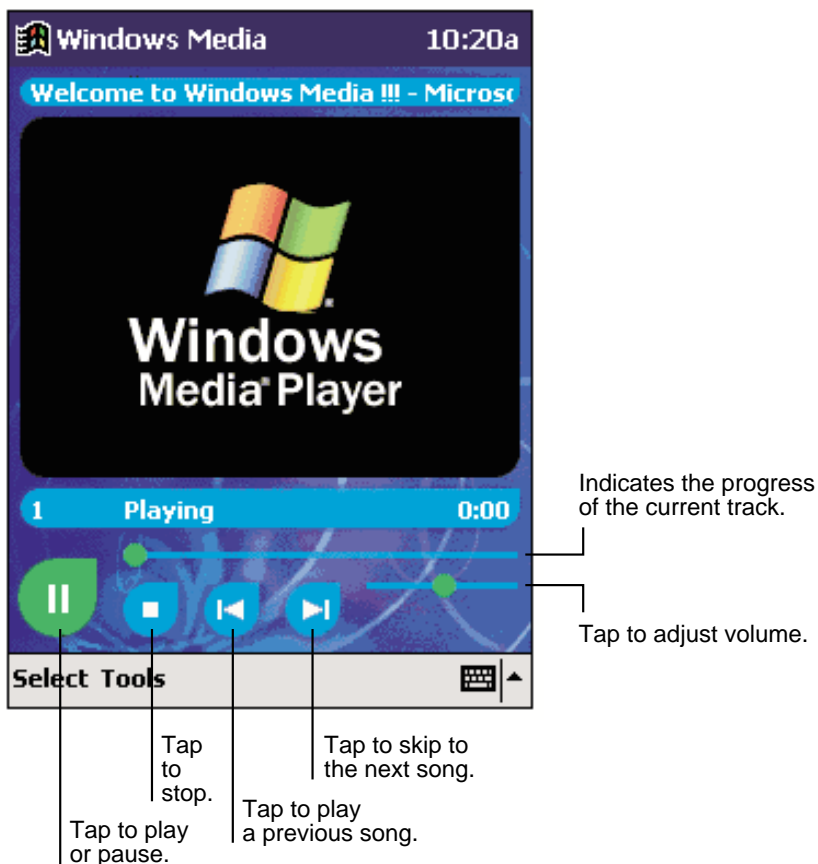 Windows Media 10:20a
Welcome to Windows Media !!! - Microsc
Windows
Media Player
1 Playing 0:00
Indicates the progress
of the current track.
Tap to adjust volume.
Select Tools
Tap
to
stop.
Tap to skip to
the next song.
Tap to play
a previous song.
Tap to play
or pause.